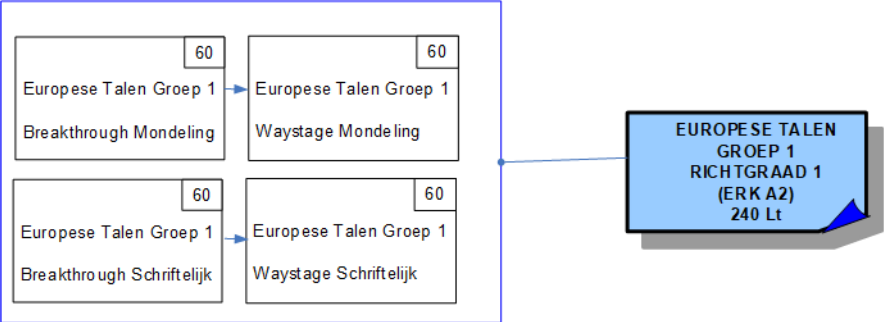 60
Europese Talen Groep 1
Breakthrough Mondeling
60
Europese Talen Groep 1
Waystage Mondeling
60
Europese Talen Groep 1
Breakthrough Schriftelijk
60
Europese Talen Groep 1
Waystage Schriftelijk
EUROPESE TALEN
GROEP 1
RICHTGRAAD 1
(ERK A2)
240 Lt